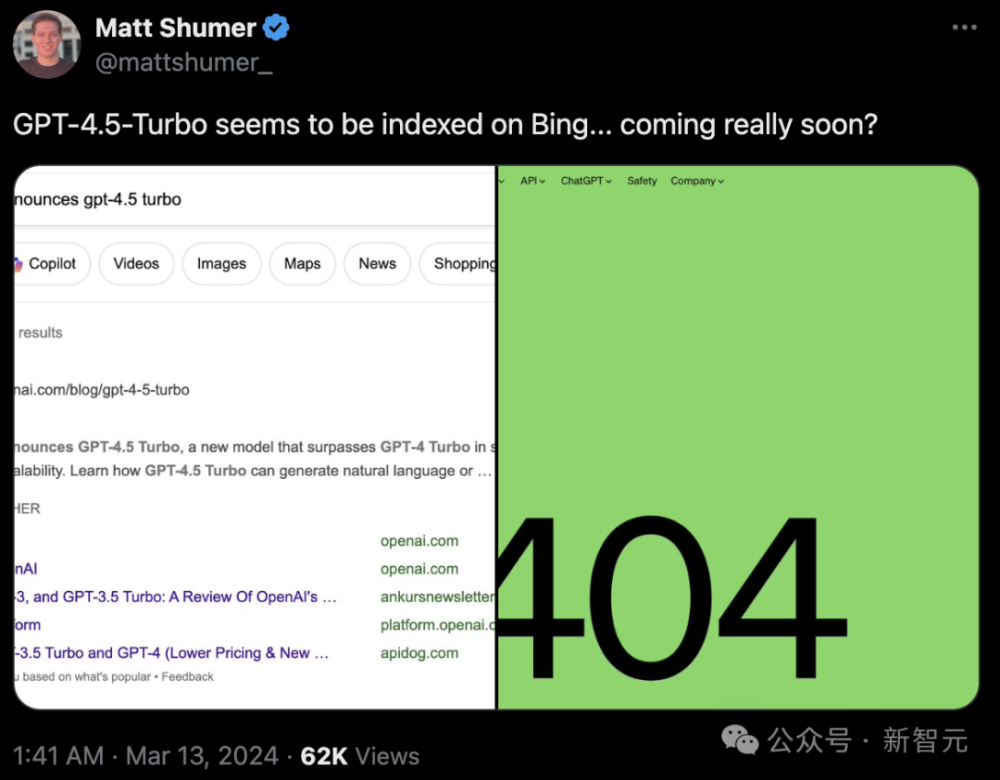 Matt Shumer
@mattshumer_
GPT-4.5-Turbo seems to be indexed on Bing... coming really soon?
nounces gpt-4.5 turbo
Copilot Videos Images Maps News Shopping
results
nai.com/blog/gpt-4-5-turbo
nounces GPT-4.5 Turbo, a new model that surpasses GPT-4 Turbo in s
alability. Learn how GPT-4.5 Turbo can generate natural language or …
HER
openai.com
nAI openai.com
-3, and GPT-3.5 Turbo: A Review Of OpenAI's … ankursnewsletter
orm platform.openai.c
-3.5 Turbo and GPT-4 (Lower Pricing & New … apidog.com
u based on what's popular • Feedback
API ChatGPT Safety Company
404
1:41 AM · Mar 13, 2024 · 62K Views
公众号 · 新智元